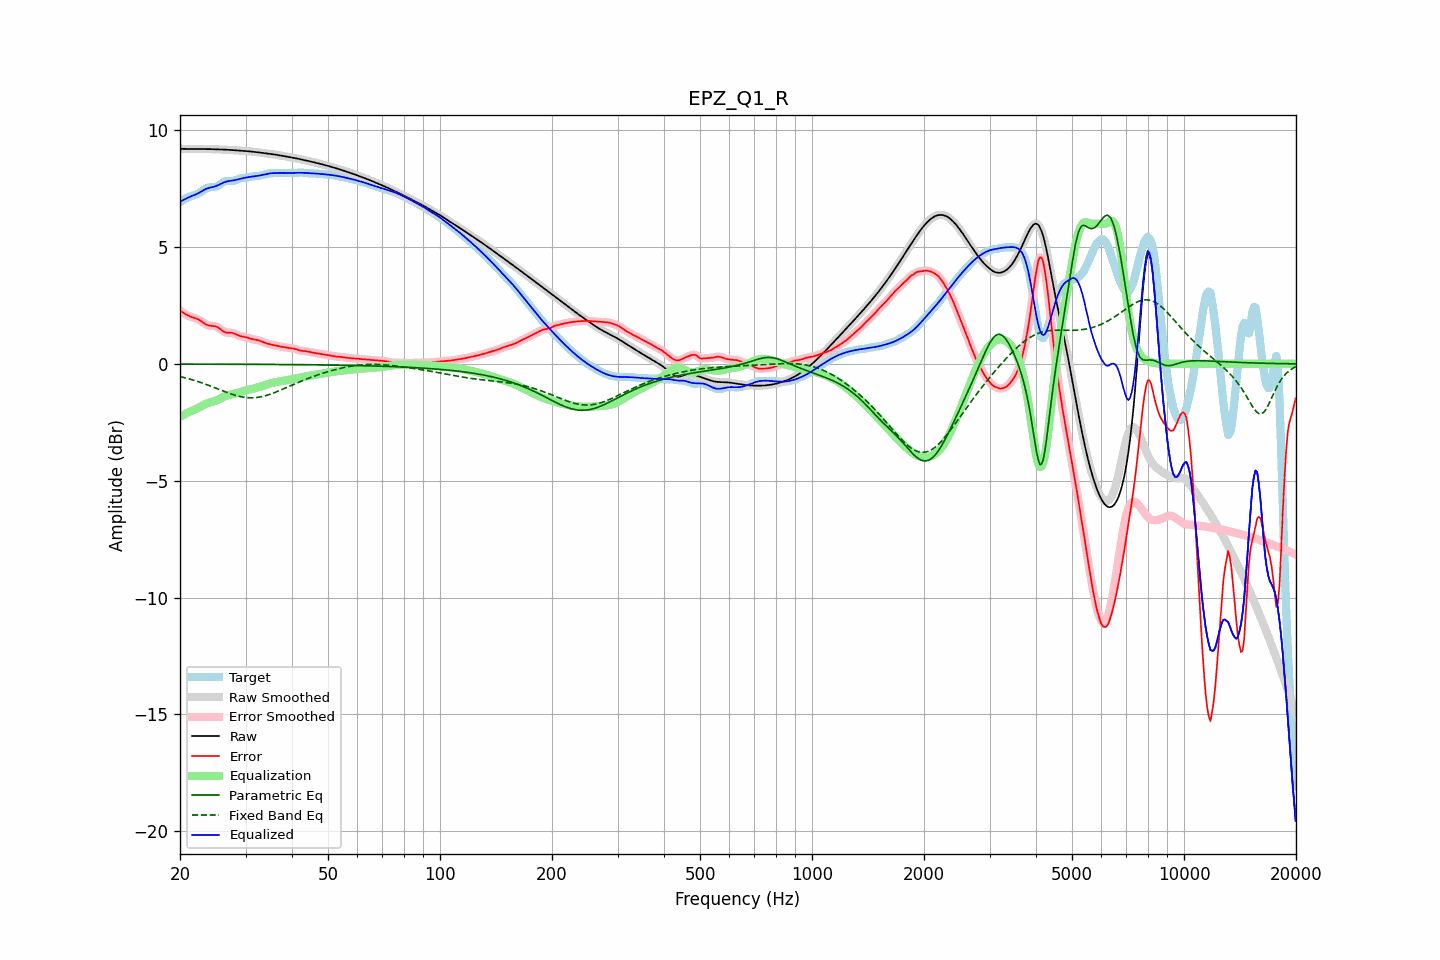 EPZ_Q1_R
Amplitude (dBr)
10
5
0
−5
−10
−15
−20
Target
Raw Smoothed
Error Smoothed
Raw
Error
Equalization
Parametric Eq
Fixed Band Eq
Equalized
20 50 100 200 500 1000 2000 5000 10000 20000
Frequency (Hz)